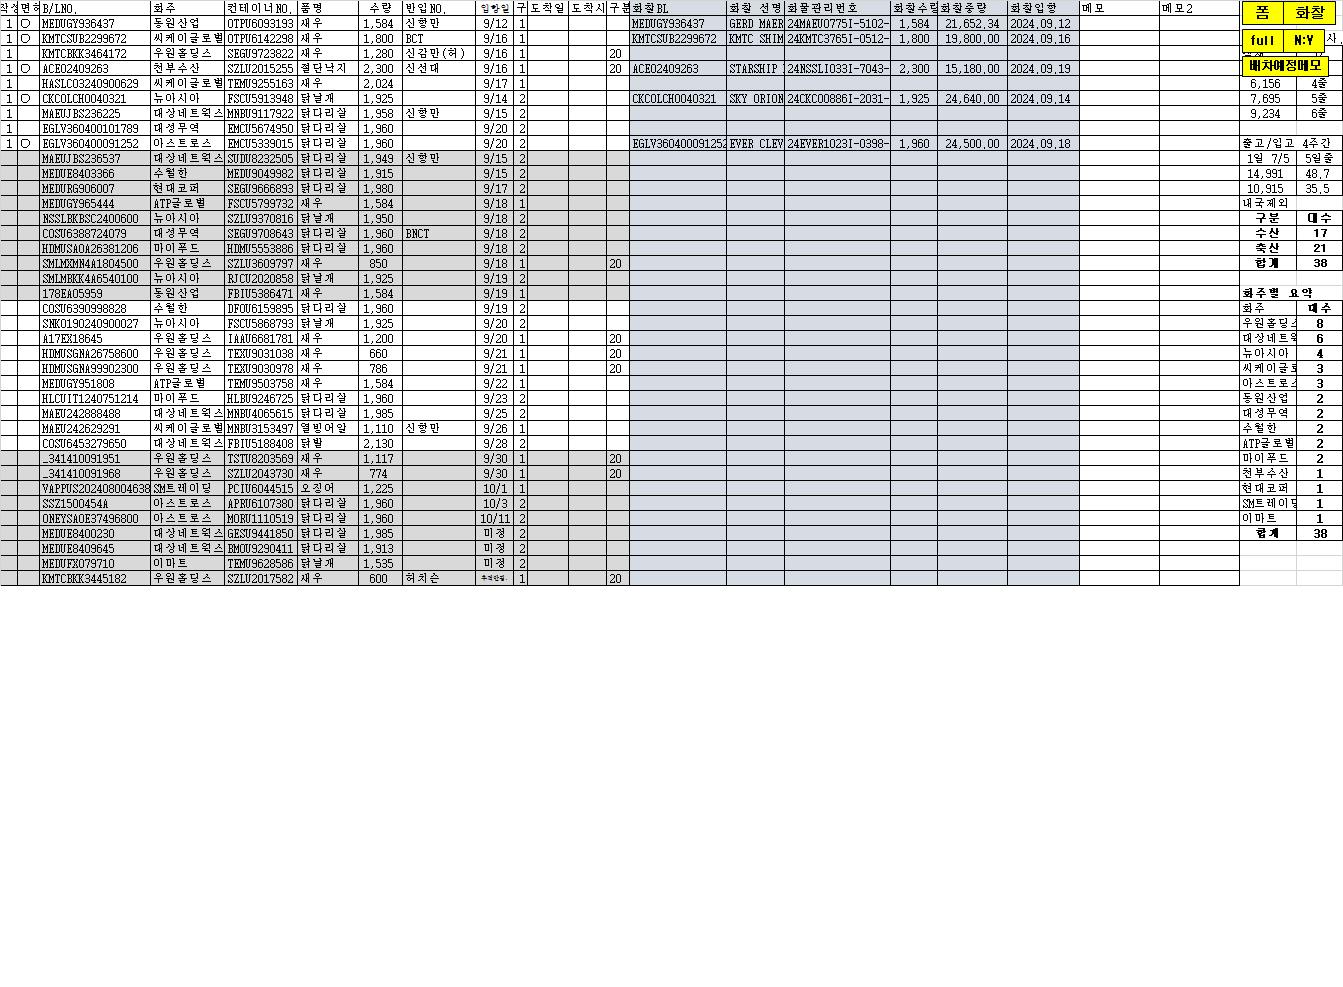 작성 면허 B/LNO. 화주 컨테이너NO. 품명 수량 반입NO. 입항일 구 도착일 도착시 구분 화찰BL 화찰 선명 화물관리번호 화찰수량 화찰중량 화찰입항 메모 메모2 폼 화찰
1 ○ MEDUGY936437 동원산업 OTPU6093193 새우 1,584 신항만 9/12 1 MEDUGY936437 GERD MAER 24MAEU0775I-5102- 1,584 21,652.34 2024.09.12
1 ○ KMTCSUB2299672 씨케이글로벌 OTPU6142298 새우 1,800 BCT 9/16 1 KMTCSUB2299672 KMTC SHIM 24KMTC3765I-0512- 1,800 19,800.00 2024.09.16 full N:Y 사,
1 KMTCBKK3464172 우원홀딩스 SEGU9723822 새우 1,280 신감만(허) 9/16 1 20
1 ○ ACE02409263 천부수산 SZLU2015255 절단낙지 2,300 신선대 9/16 1 20 ACE02409263 STARSHIP 24NSSLI033I-7043- 2,300 15,180.00 2024.09.19 배차예정메모
1 HASLC03240900629 씨케이글로벌 TEMU9255163 새우 2,024 9/17 1 6,156 4줄
1 ○ CKCOLCH0040321 뉴아시아 FSCU5913948 닭날개 1,925 9/14 2 CKCOLCH0040321 SKY ORION 24CKCO0886I-2031- 1,925 24,640.00 2024.09.14 7,695 5줄
1 MAEUJBS236225 대상네트웍스 MNBU9117922 닭다리살 1,958 신항만 9/15 2 9,234 6줄
1 EGLV360400101789 대성무역 EMCU5674950 닭다리살 1,960 9/20 2
1 ○ EGLV360400091252 아스트로스 EMCU5339015 닭다리살 1,960 9/20 2 EGLV360400091252 EVER CLEV 24EVER1023I-0398- 1,960 24,500.00 2024.09.18 출고/입고 4주간
MAEUJBS236537 대상네트웍스 SUDU8232505 닭다리살 1,949 신항만 9/15 2 1일 7/5 5일줄
MEDUE8403366 수월한 MEDU9049982 닭다리살 1,915 9/15 2 14,991 48.7
MEDURG906007 현대코퍼 SEGU9666893 닭다리살 1,980 9/17 2 10,915 35.5
MEDUGY965444 ATP글로벌 FSCU5799732 새우 1,584 9/18 1 내국제외
NSSLBKBSC2400600 뉴아시아 SZLU9370816 닭날개 1,950 9/18 2 구분 대수
COSU6388724079 대성무역 SEGU9708643 닭다리살 1,960 BNCT 9/18 2 수산 17
HDMUSAOA26381206 마이푸드 HDMU5553886 닭다리살 1,960 9/18 2 축산 21
SMLMXMN4A1804500 우원홀딩스 SZLU3609797 새우 850 9/18 1 20 합계 38
SMLMBKK4A6540100 뉴아시아 RJCU2020858 닭날개 1,925 9/19 2
178EA05959 동원산업 FBIU5386471 새우 1,584 9/19 1 화주별 요약
COSU6390998828 수월한 DFOU6159895 닭다리살 1,960 9/19 2 화주 대수
SNKO190240900027 뉴아시아 FSCU5868793 닭날개 1,925 9/20 2 우원홀딩스 8
A17EX18645 우원홀딩스 IAAU6681781 새우 1,200 9/20 1 20 대상네트웍 6
HDMUSGNA26758600 우원홀딩스 TEXU9031038 새우 660 9/21 1 20 뉴아시아 4
HDMUSGNA99902300 우원홀딩스 TEXU9030978 새우 786 9/21 1 20 씨케이글로 3
MEDUGY951808 ATP글로벌 TEMU9503758 새우 1,584 9/22 1 아스트로스 3
HLCUIT1240751214 마이푸드 HLBU9246725 닭다리살 1,960 9/23 2 동원산업 2
MAEU242888488 대상네트웍스 MNBU4065615 닭다리살 1,985 9/25 2 대성무역 2
MAEU242629291 씨케이글로벌 MNBU3153497 열빙어알 1,110 신항만 9/26 1 수월한 2
COSU6453279650 대상네트웍스 FBIU5188408 닭발 2,130 9/28 2 ATP글로벌 2
_341410091951 우원홀딩스 TSTU8203569 새우 1,117 9/30 1 20 마이푸드 2
_341410091968 우원홀딩스 SZLU2043730 새우 774 9/30 1 20 천부수산 1
VAPPUS202408004638 SM트레이딩 PCIU6044515 오징어 1,225 10/1 1 현대코퍼 1
SSZ1500454A 아스트로스 APRU6107380 닭다리살 1,960 10/3 2 SM트레이딩 1
ONEYSAOE37496800 아스트로스 MORU1110519 닭다리살 1,960 10/11 2 이마트 1
MEDUE8400230 대상네트웍스 GESU9441850 닭다리살 1,985 미정 2 합계 38
MEDUE8409645 대상네트웍스 BMOU9290411 닭다리살 1,913 미정 2
MEDUFX079710 이마트 TEMU9628586 닭날개 1,535 미정 2
KMTCBKK3445182 우원홀딩스 SZLU2017582 새우 600 허치슨 1 20